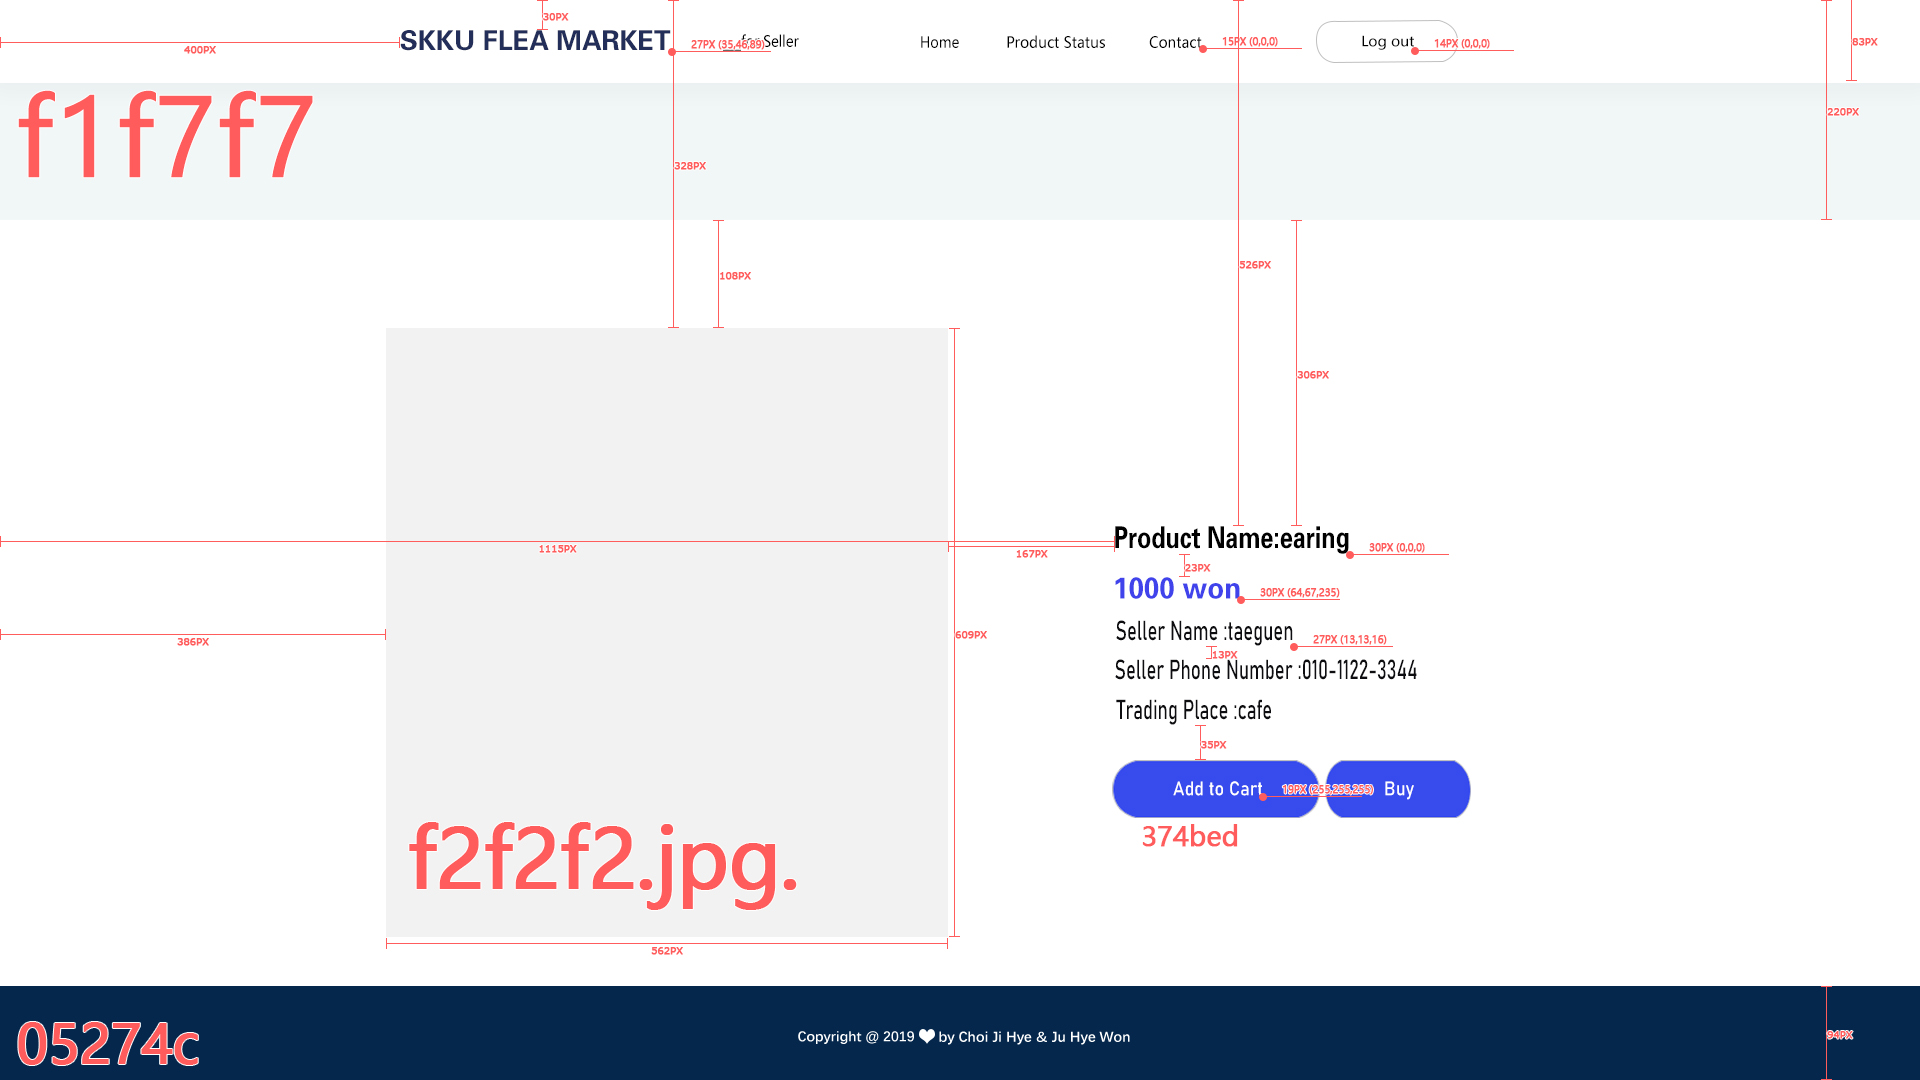 30PX
400PX
SKKU FLEA MARKET
27PX (35,46,89)
Seller
Home
Product Status
Contact
15PX (0,0,0)
Log out
14PX (0,0,0)
83PX
f1f7f7
220PX
328PX
108PX
526PX
306PX
Product Name:earing
30PX (0,0,0)
1115PX
167PX
23PX
1000 won
30PX (64,67,235)
Seller Name :taeguen
27PX (13,13,16)
386PX
609PX
13PX
Seller Phone Number :010-1122-3344
Trading Place :cafe
35PX
Add to Cart
19PX (255,255,255)
Buy
374bed
f2f2f2.jpg.
562PX
05274c
Copyright @ 2019 ❤ by Choi Ji Hye & Ju Hye Won
94PX